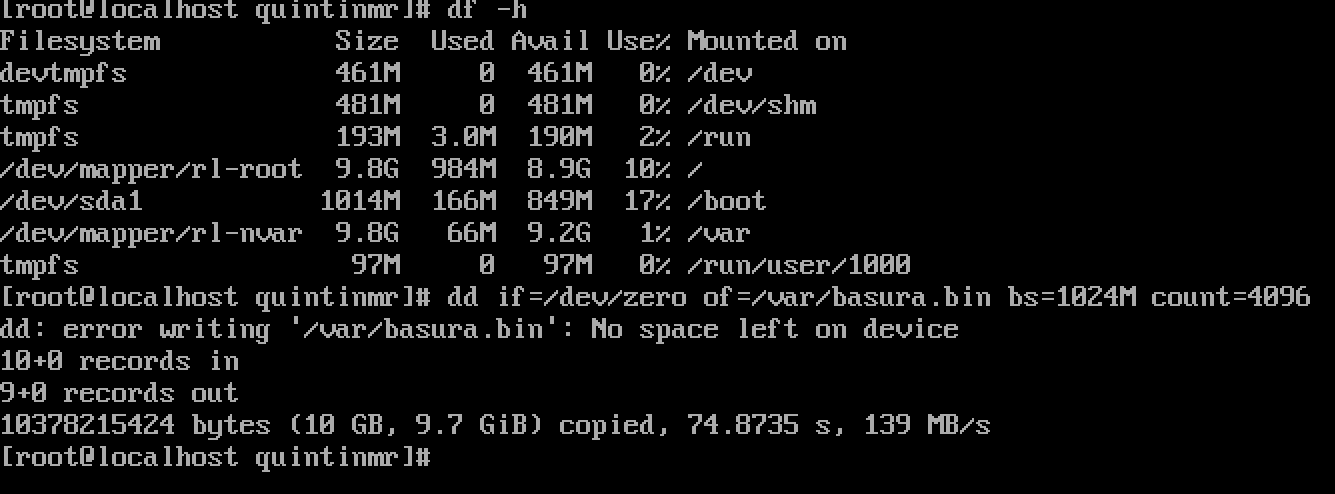 [root@localhost quintinmr]# df -h
Filesystem Size Used Avail Use% Mounted on
devtmpfs 461M 0 461M 0% /dev
tmpfs 481M 0 481M 0% /dev/shm
tmpfs 193M 3.0M 190M 2% /run
/dev/mapper/rl-root 9.8G 984M 8.9G 10% /
/dev/sda1 1014M 166M 849M 17% /boot
/dev/mapper/rl-nvar 9.8G 66M 9.2G 1% /var
tmpfs 97M 0 97M 0% /run/user/1000
[root@localhost quintinmr]# dd if=/dev/zero of=/var/basura.bin bs=1024M count=4096
dd: error writing '/var/basura.bin': No space left on device
10+0 records in
9+0 records out
10378215424 bytes (10 GB, 9.7 GiB) copied, 74.8735 s, 139 MB/s
[root@localhost quintinmr]#